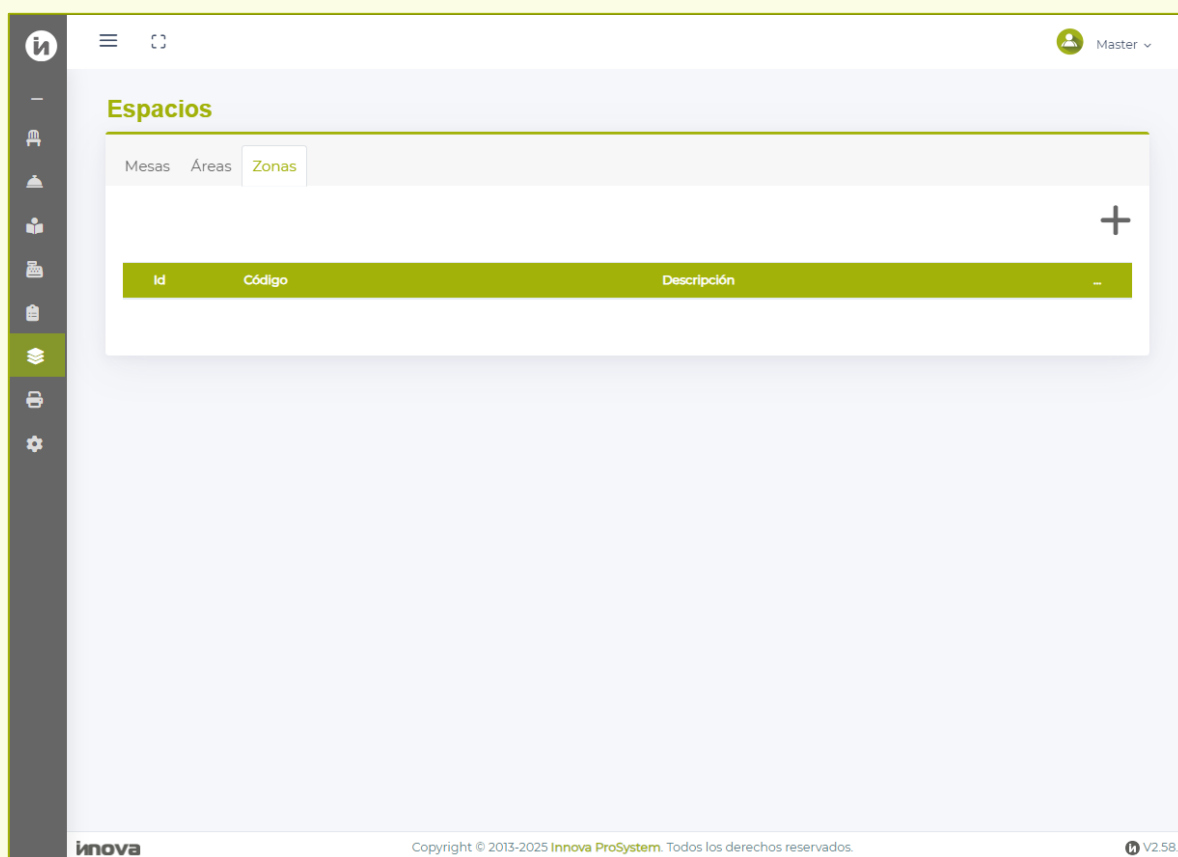 Master
Espacios
Mesas Áreas Zonas
Id Código Descripción ...
innova Copyright © 2013-2025 Innova ProSystem. Todos los derechos reservados. V2.58.